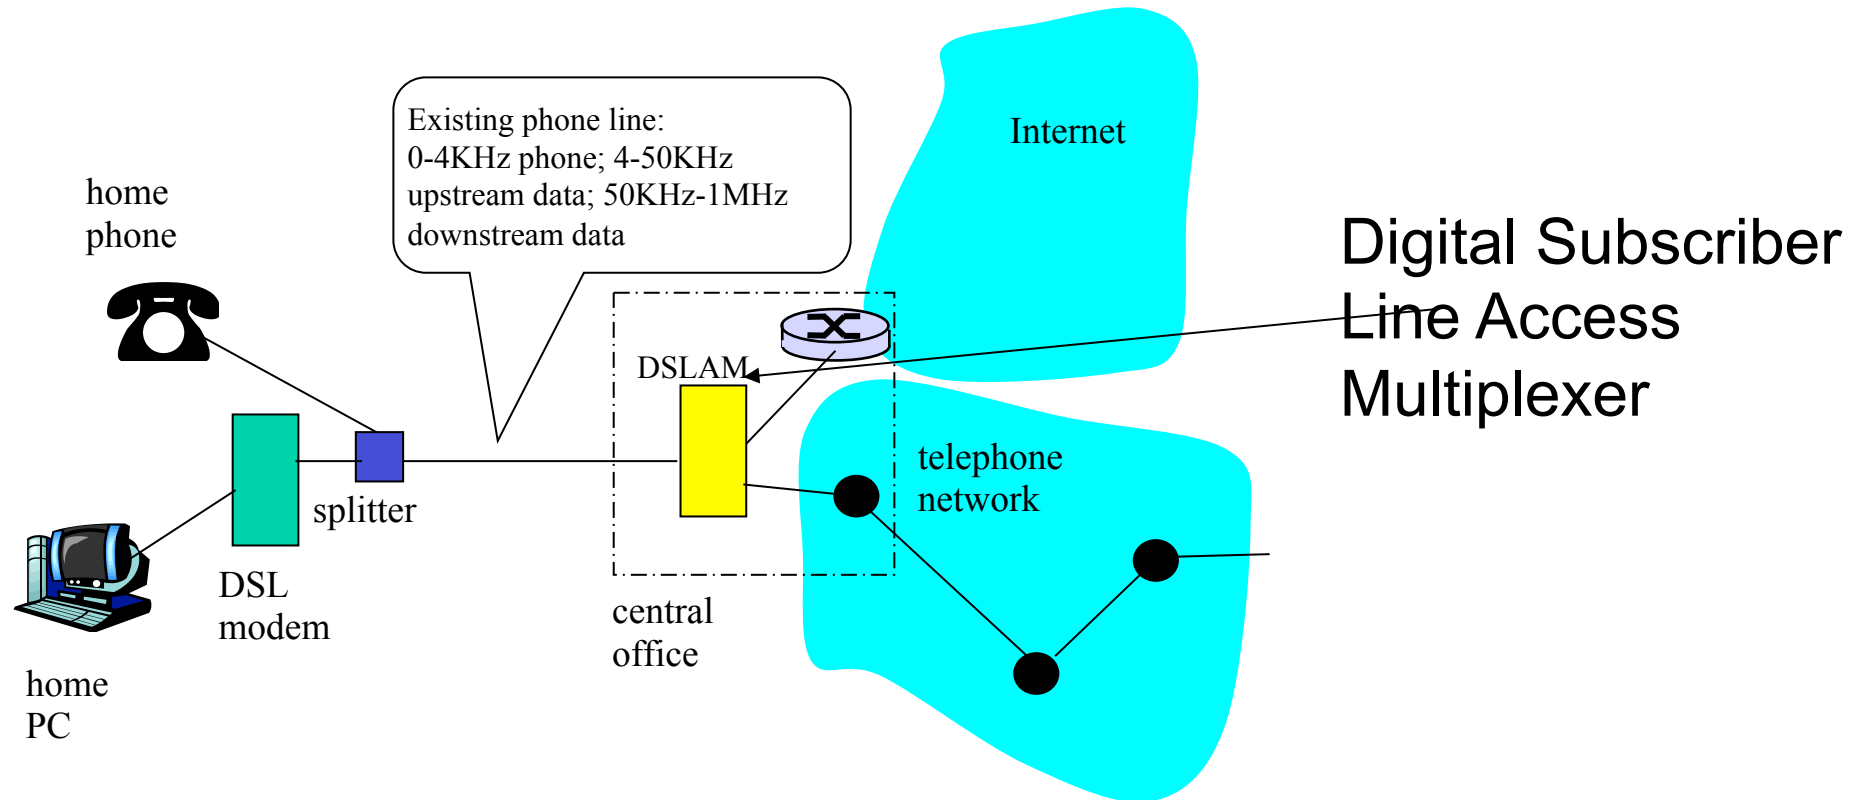 Existing phone line:
0-4KHz phone; 4-50KHz
upstream data; 50KHz-1MHz
downstream data
Internet
home
phone
Digital Subscriber
Line Access
Multiplexer
DSLAM
telephone
network
splitter
DSL
modem
central
office
home
PC